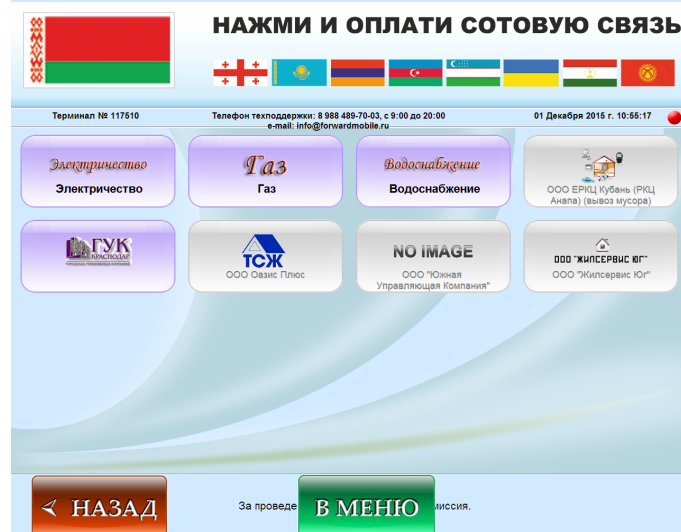 НАЖМИ И ОПЛАТИ СОТОВУЮ СВЯЗЬ
Терминал № 117510
Телефон техподдержки: 8 988 489-70-03, с 9:00 до 20:00
e-mail: info@forwardmobile.ru
01 Декабря 2015 г. 10:55:17
Электричество
Электричество
Газ
Газ
Водоснабжение
Водоснабжение
ООО ЕРКЦ Кубань (РКЦ
Анапа) (вывоз мусора)
ГУК
КРАСНОДАР
ТСЖ
ООО Оазис Плюс
NO IMAGE
ООО "Южная
Управляющая Компания"
ООО "ЖИЛСЕРВИС ЮГ"
ООО "Жилсервис Юг"
НАЗАД
За проведе
В МЕНЮ
миссия.